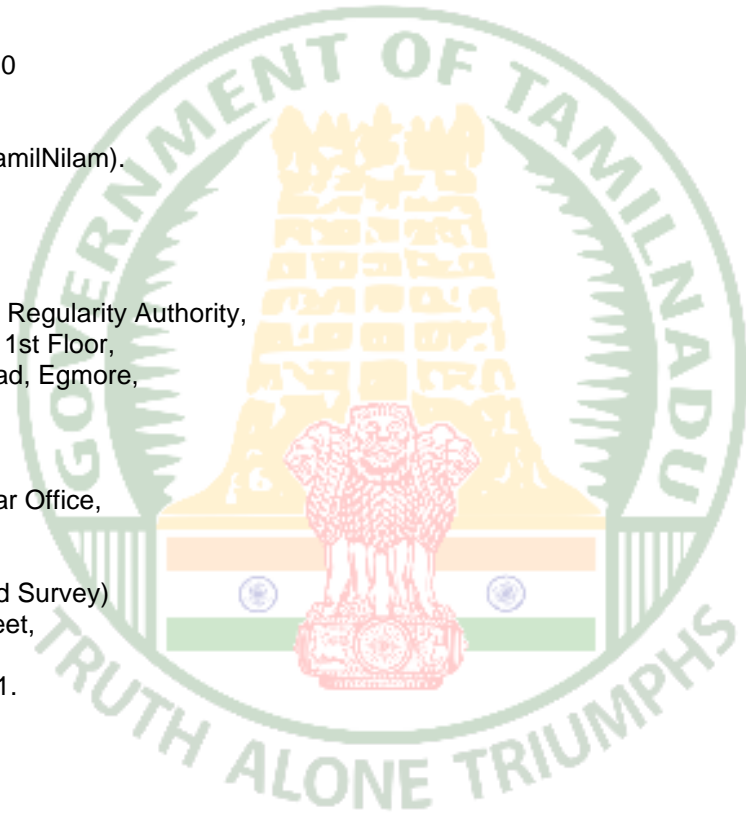 0
amilNilam).
Regularity Authority,
1st Floor,
ad, Egmore,
ar Office,
d Survey)
eet,
1.
GOVERNMENT OF TAMILNADU
TRUTH ALONE TRIUMPHS